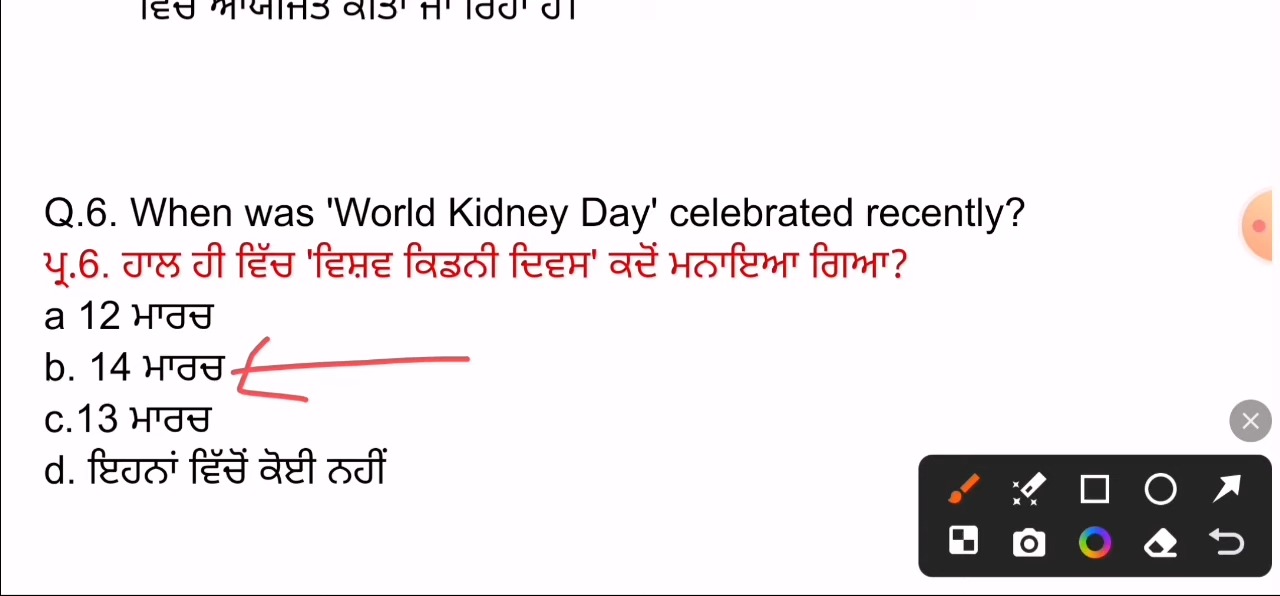 ਵਿੱਚ ਆਯੋਜਿਤ ਕੀਤਾ ਜਾ ਰਿਹਾ ਹੈ।
Q.6. When was 'World Kidney Day' celebrated recently?
ਪ੍ਰ.6. ਹਾਲ ਹੀ ਵਿੱਚ 'ਵਿਸ਼ਵ ਕਿਡਨੀ ਦਿਵਸ' ਕਦੋਂ ਮਨਾਇਆ ਗਿਆ?
a 12 ਮਾਰਚ
b. 14 ਮਾਰਚ
c.13 ਮਾਰਚ
d. ਇਹਨਾਂ ਵਿੱਚੋਂ ਕੋਈ ਨਹੀਂ